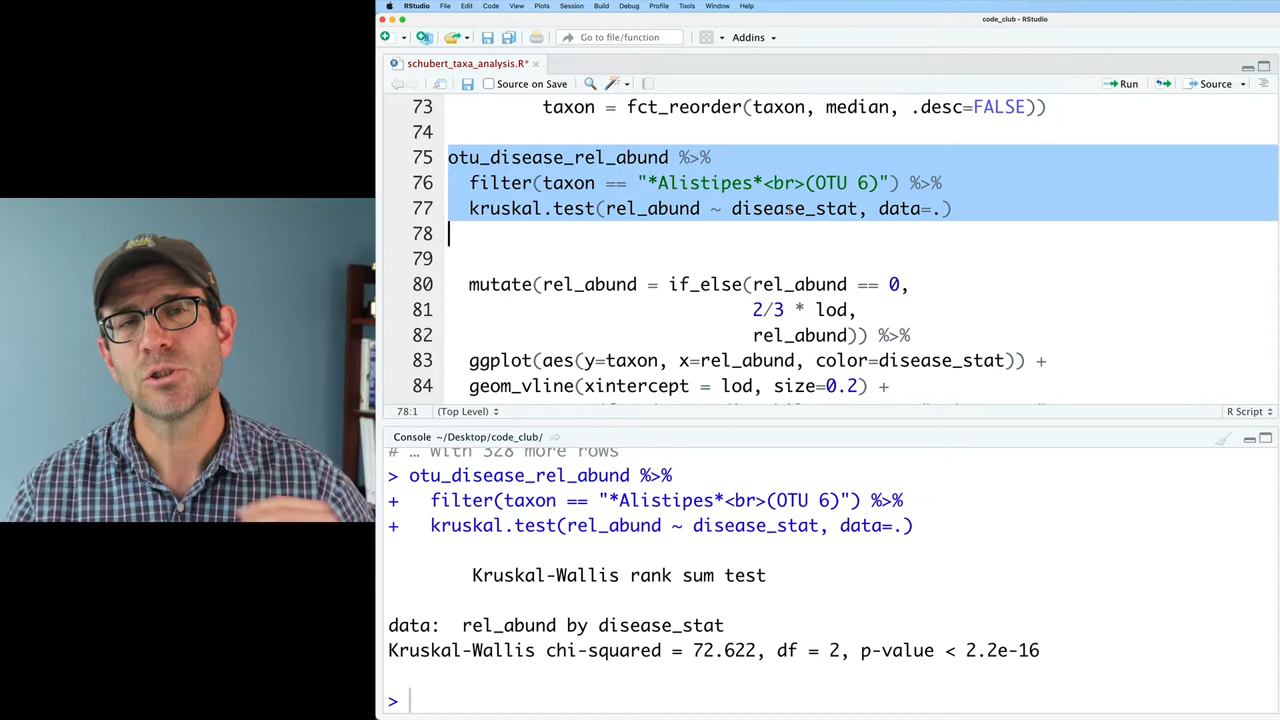 RStudio File Edit Code View Plots Session Build Debug Profile Tools Window Help
code_club - RStudio
Go to file/function
Addins
schubert_taxa_analysis.R*
Source on Save
Run
Source
73 taxon = fct_reorder(taxon, median, .desc=FALSE))
74
75 otu_disease_rel_abund %>%
76 filter(taxon == "*Alistipes*<br>(OTU 6)") %>%
77 kruskal.test(rel_abund ~ disease_stat, data=.)
78
79
80 mutate(rel_abund = if_else(rel_abund == 0,
81 2/3 * lod,
82 rel_abund)) %>%
83 ggplot(aes(y=taxon, x=rel_abund, color=disease_stat)) +
84 geom_vline(xintercept = lod, size=0.2) +
78:1 (Top Level) R Script
Console ~/Desktop/code_club/
# … with 328 more rows
> otu_disease_rel_abund %>%
+ filter(taxon == "*Alistipes*<br>(OTU 6)") %>%
+ kruskal.test(rel_abund ~ disease_stat, data=.)
Kruskal-Wallis rank sum test
data: rel_abund by disease_stat
Kruskal-Wallis chi-squared = 72.622, df = 2, p-value < 2.2e-16
>